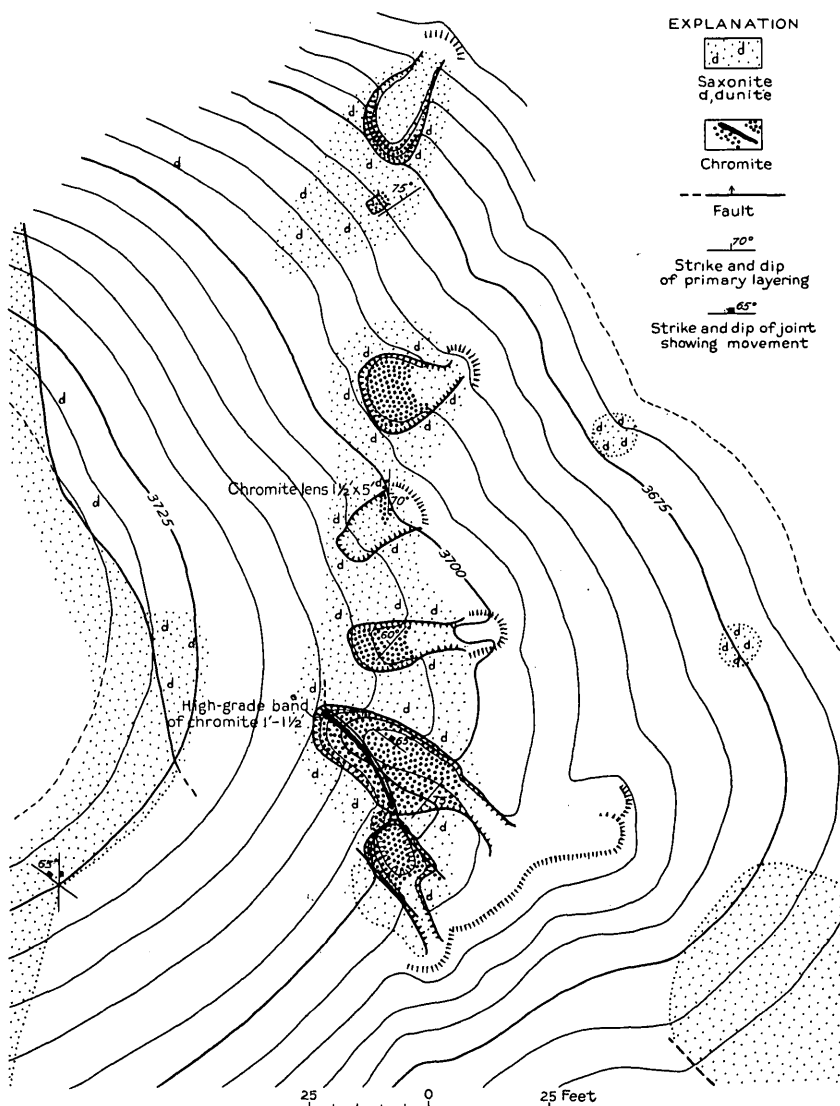 EXPLANATION
d d
Saxonite
d, dunite
Chromite
Fault
70°
Strike and dip
of primary layering
65°
Strike and dip of joint
showing movement
75°
3725
Chromite lens 1½' x 5'
70°
3675
3700
60°
High-grade band
of chromite 1'-1½'
65°
25 0 25 Feet